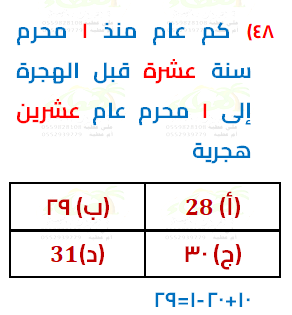 ٤٨) كم عام منذ ١ محرم
سنة عشرة قبل الهجرة
إلى ١ محرم عام عشرين
هجرية
(أ) 28
(ب) ٢٩
(ج) ٣٠
(د)31
١٠+٢٠-١=٢٩